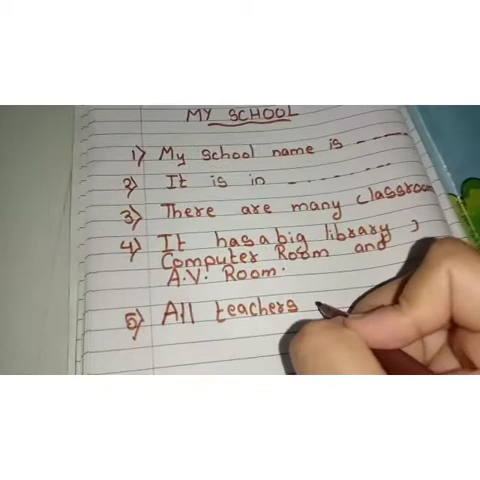 MY SCHOOL
1) My school name is ------
2) It is in ----------
3) There are many classroom
4) It has a big library,
Computer Room and
A.V. Room.
5) All teachers